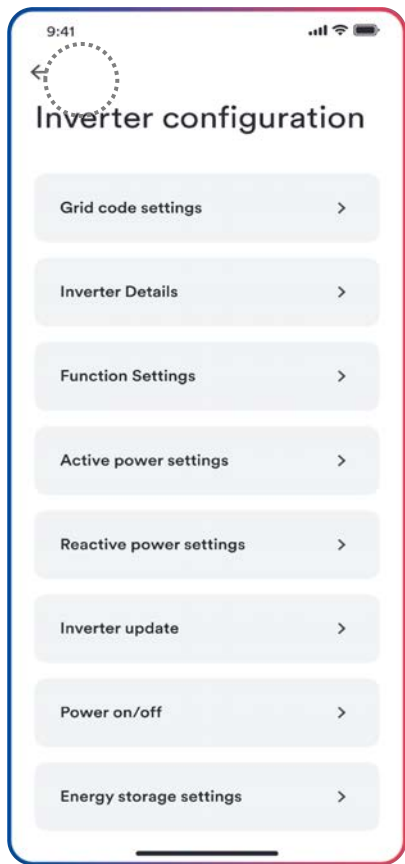 9:41
Inverter configuration
Grid code settings
Inverter Details
Function Settings
Active power settings
Reactive power settings
Inverter update
Power on/off
Energy storage settings